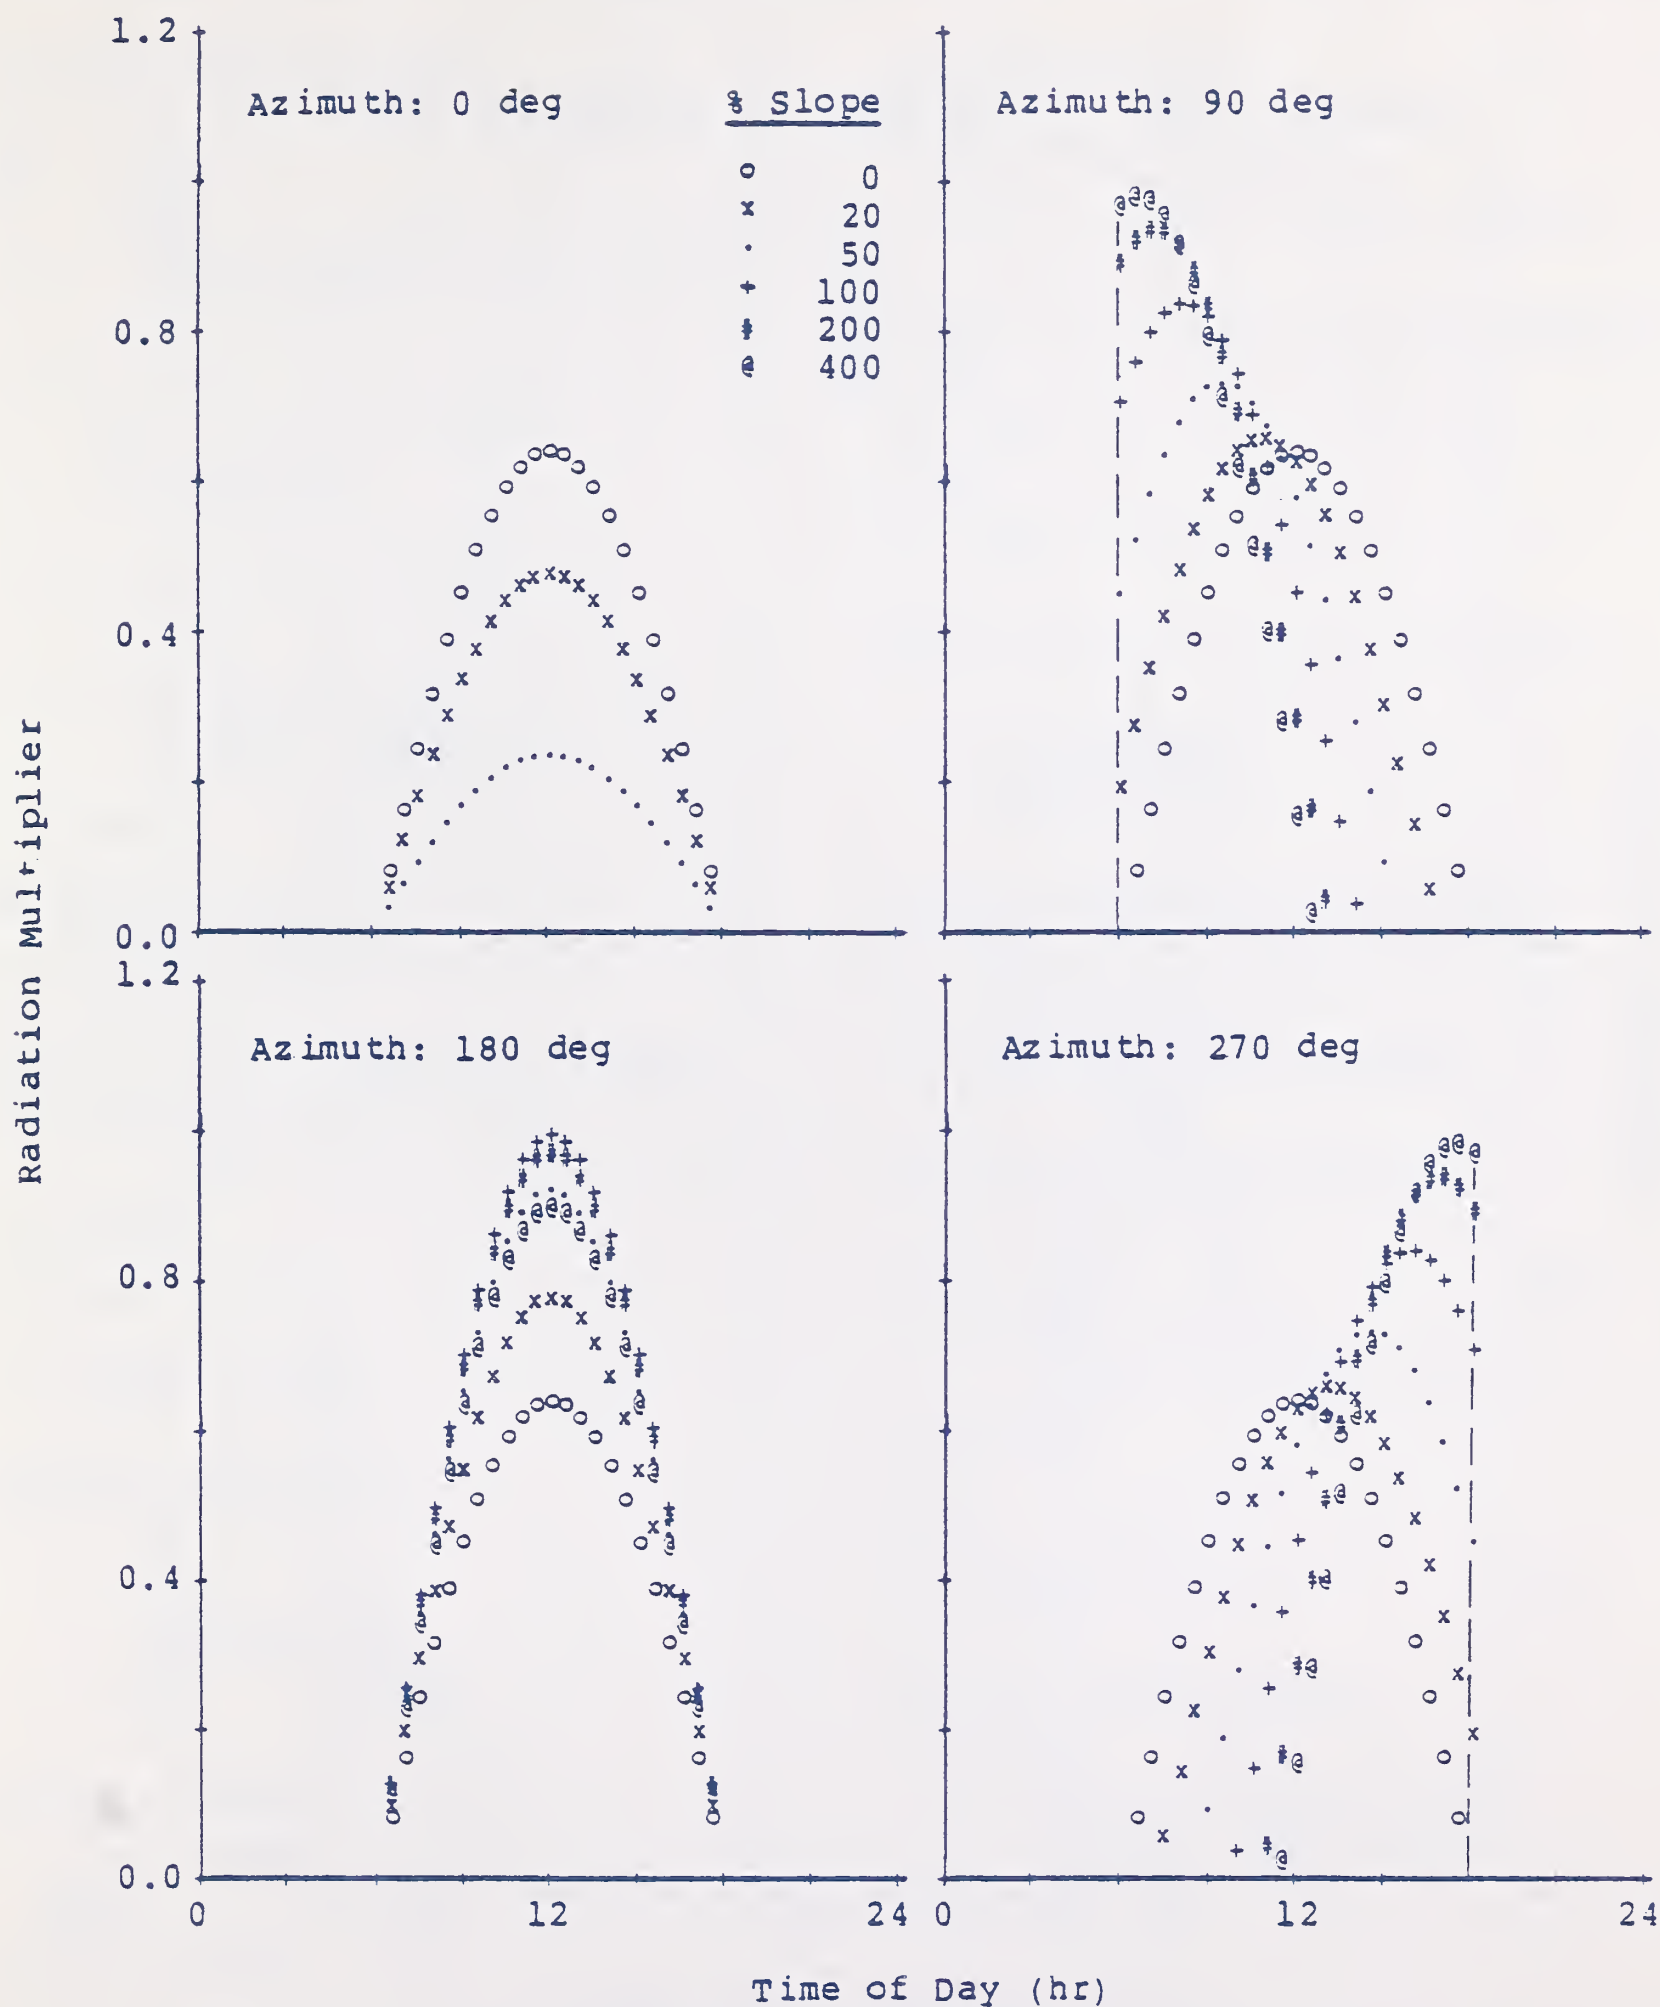 1.2
Azimuth: 0 deg
% Slope
o 0
x 20
. 50
+ 100
‡ 200
@ 400
0.8
0.4
0.0
Azimuth: 90 deg
Radiation Multiplier
1.2
Azimuth: 180 deg
0.8
0.4
0.0
0 12 24
Azimuth: 270 deg
0 12 24
Time of Day (hr)